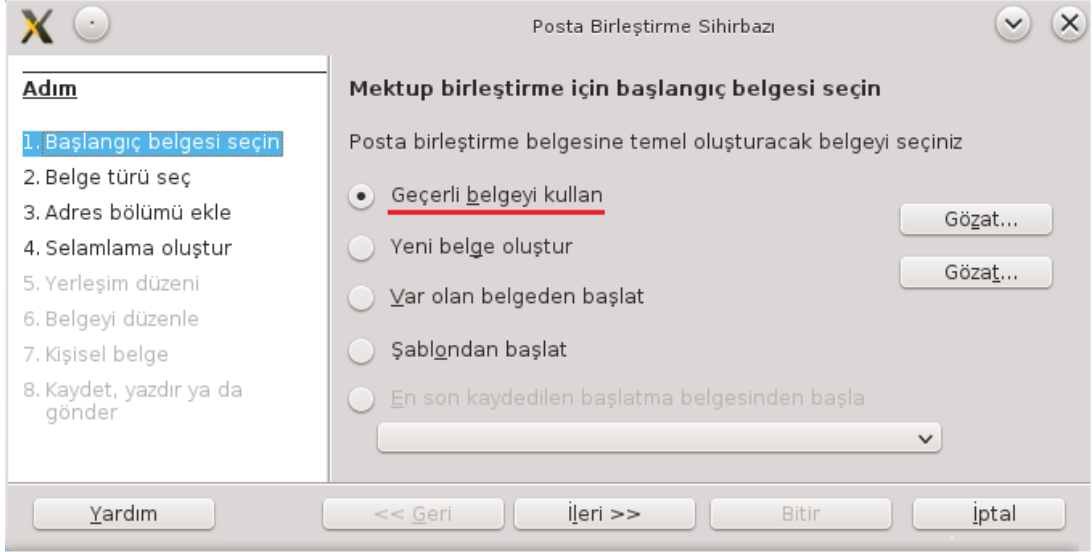 Posta Birleştirme Sihirbazı
Adım
1. Başlangıç belgesi seçin
2. Belge türü seç
3. Adres bölümü ekle
4. Selamlama oluştur
5. Yerleşim düzeni
6. Belgeyi düzenle
7. Kişisel belge
8. Kaydet, yazdır ya da
gönder
Mektup birleştirme için başlangıç belgesi seçin
Posta birleştirme belgesine temel oluşturacak belgeyi seçiniz
Geçerli belgeyi kullan
Yeni belge oluştur
Var olan belgeden başlat
Şablondan başlat
En son kaydedilen başlatma belgesinden başla
Gözat...
Gözat...
Yardım
<< Geri
İleri >>
Bitir
İptal